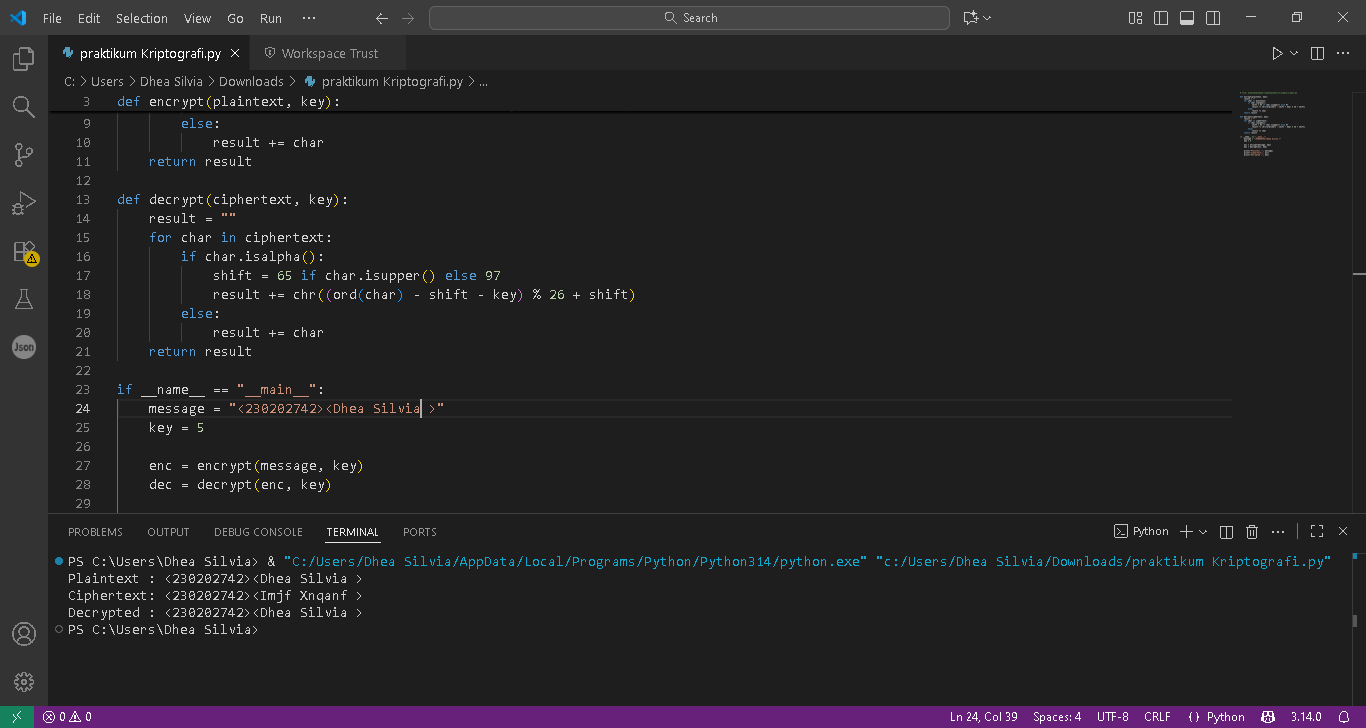 File Edit Selection View Go Run ··· Search
praktikum Kriptografi.py Workspace Trust
C: > Users > Dhea Silvia > Downloads > praktikum Kriptografi.py > ...
3 def encrypt(plaintext, key):
9 else:
10 result += char
11 return result
12
13 def decrypt(ciphertext, key):
14 result = ""
15 for char in ciphertext:
16 if char.isalpha():
17 shift = 65 if char.isupper() else 97
18 result += chr((ord(char) - shift - key) % 26 + shift)
19 else:
20 result += char
21 return result
22
23 if __name__ == "__main__":
24 message = "<230202742><Dhea Silvia >"
25 key = 5
26
27 enc = encrypt(message, key)
28 dec = decrypt(enc, key)
29
Json
PROBLEMS OUTPUT DEBUG CONSOLE TERMINAL PORTS Python
PS C:\Users\Dhea Silvia> & "C:/Users/Dhea Silvia/AppData/Local/Programs/Python/Python314/python.exe" "c:/Users/Dhea Silvia/Downloads/praktikum Kriptografi.py"
Plaintext : <230202742><Dhea Silvia >
Ciphertext: <230202742><Imjf Xnqanf >
Decrypted : <230202742><Dhea Silvia >
PS C:\Users\Dhea Silvia>
0 0 Ln 24, Col 39 Spaces: 4 UTF-8 CRLF {} Python 3.14.0